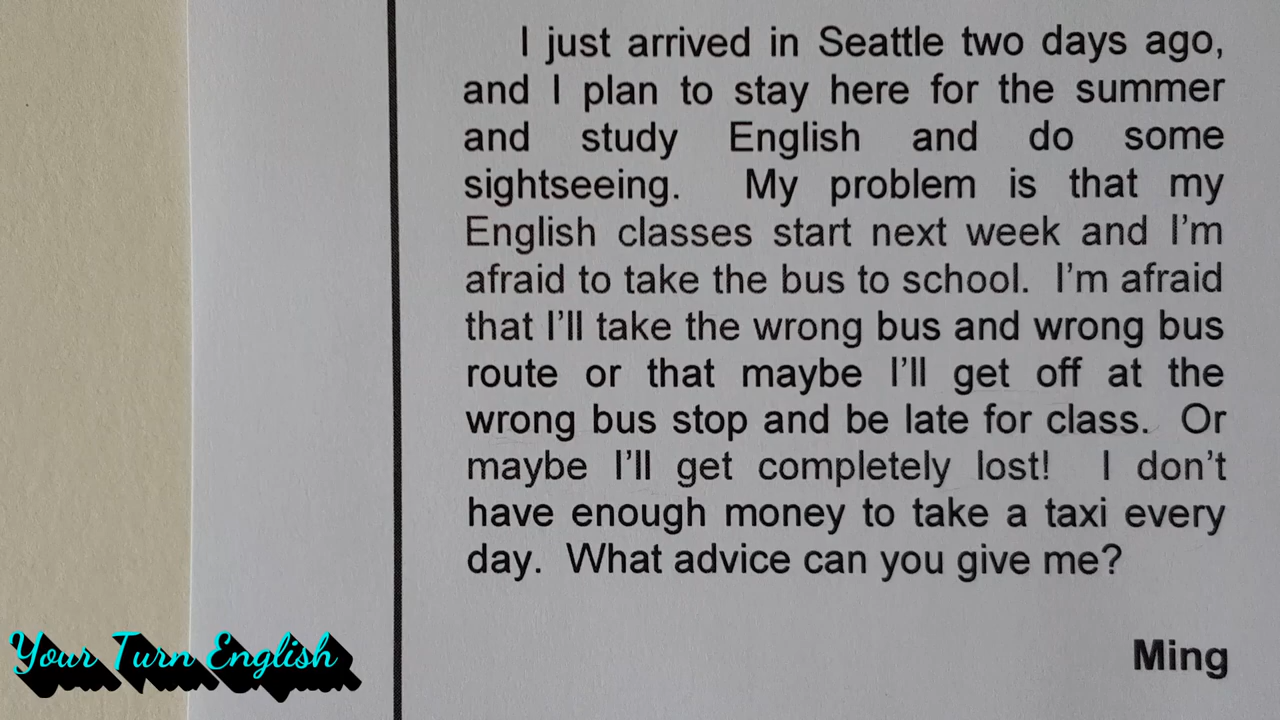 I just arrived in Seattle two days ago,
and I plan to stay here for the summer
and study English and do some
sightseeing. My problem is that my
English classes start next week and I'm
afraid to take the bus to school. I'm afraid
that I'll take the wrong bus and wrong bus
route or that maybe I'll get off at the
wrong bus stop and be late for class. Or
maybe I'll get completely lost! I don't
have enough money to take a taxi every
day. What advice can you give me?
Ming
Your Turn English